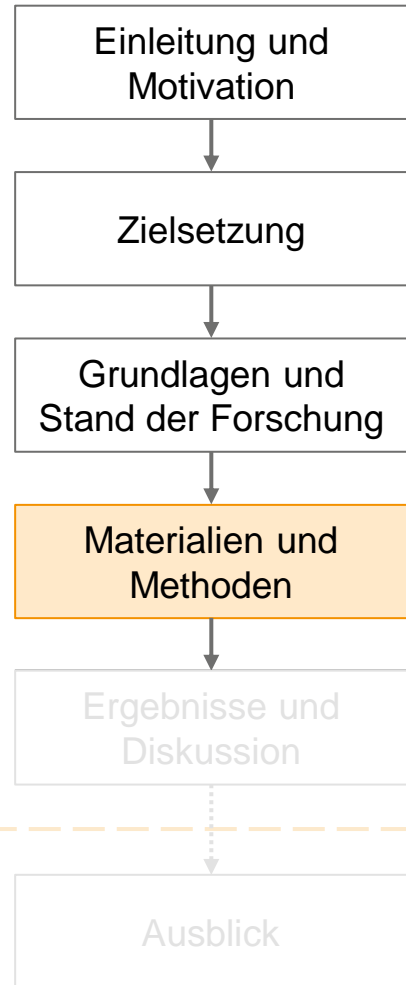 Einleitung und
Motivation
Zielsetzung
Grundlagen und
Stand der Forschung
Materialien und
Methoden
Ergebnisse und
Diskussion
Ausblick